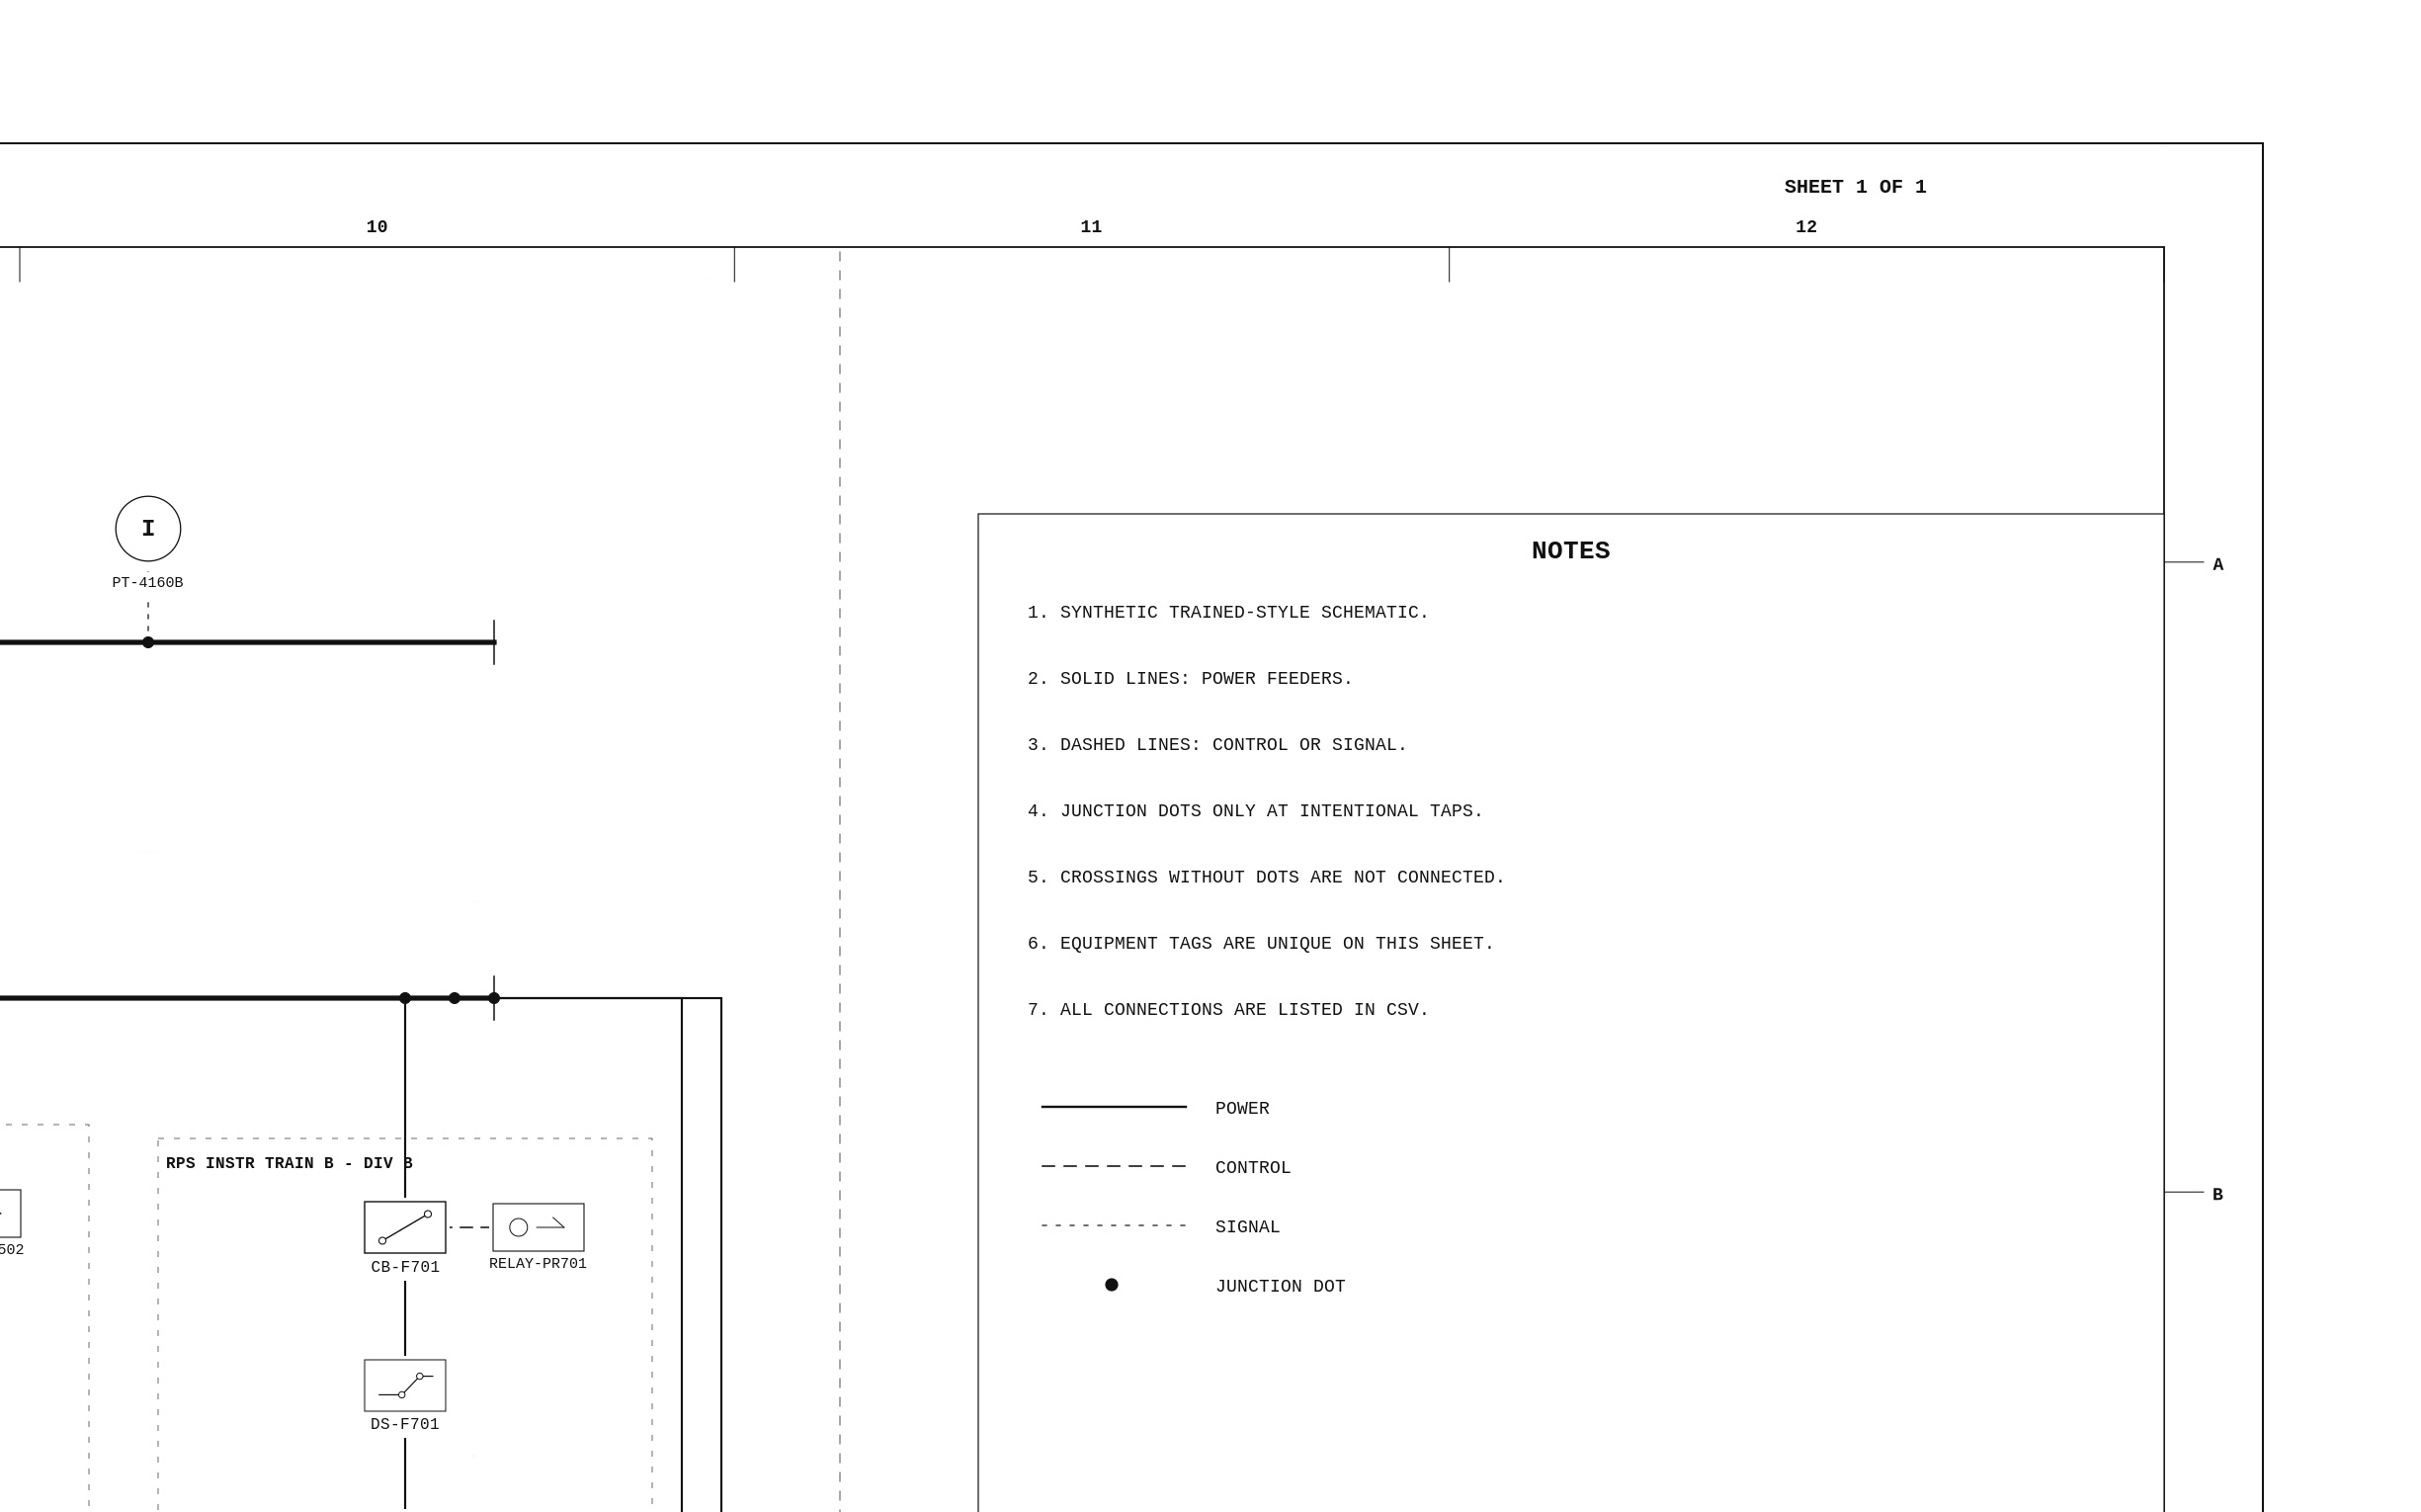 SHEET 1 OF 1
10
11
12
I
PT-4160B
NOTES
A
1. SYNTHETIC TRAINED-STYLE SCHEMATIC.
2. SOLID LINES: POWER FEEDERS.
3. DASHED LINES: CONTROL OR SIGNAL.
4. JUNCTION DOTS ONLY AT INTENTIONAL TAPS.
5. CROSSINGS WITHOUT DOTS ARE NOT CONNECTED.
6. EQUIPMENT TAGS ARE UNIQUE ON THIS SHEET.
7. ALL CONNECTIONS ARE LISTED IN CSV.
POWER
CONTROL
SIGNAL
JUNCTION DOT
B
RPS INSTR TRAIN B - DIV B
502
CB-F701
RELAY-PR701
DS-F701